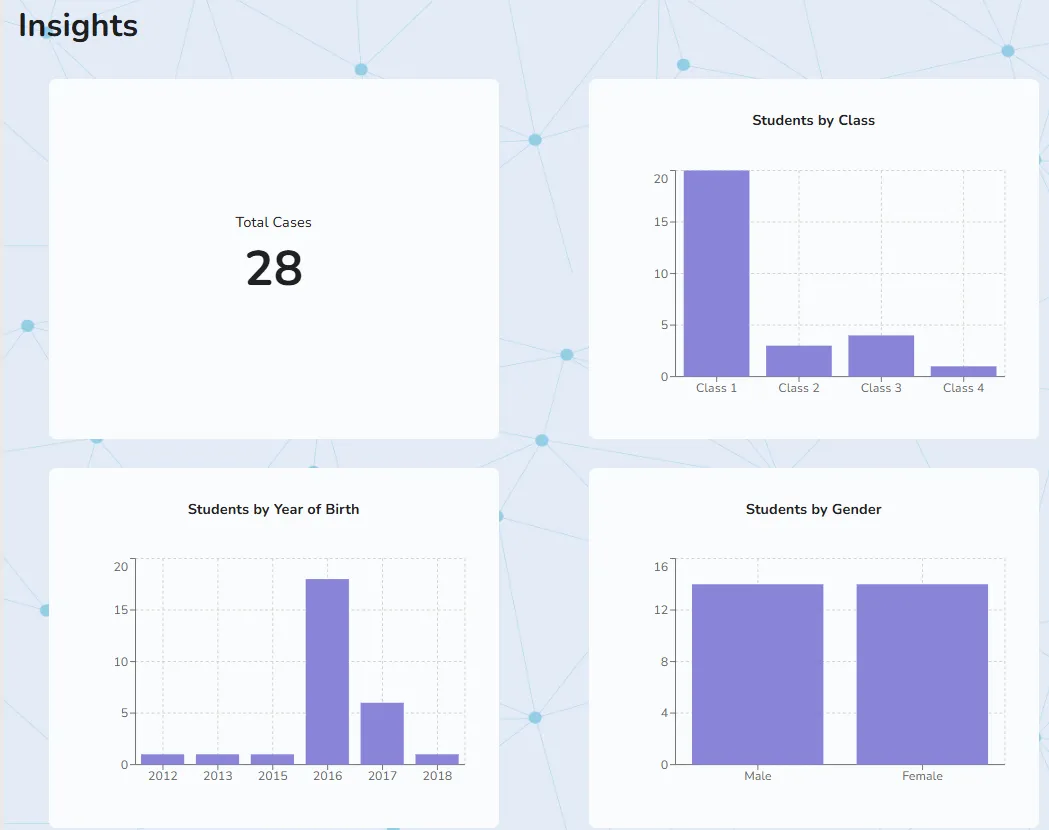 Insights
Total Cases
28
Students by Class
20
15
10
5
0
Class 1 Class 2 Class 3 Class 4
Students by Year of Birth
20
15
10
5
0
2012 2013 2015 2016 2017 2018
Students by Gender
16
12
8
4
0
Male Female